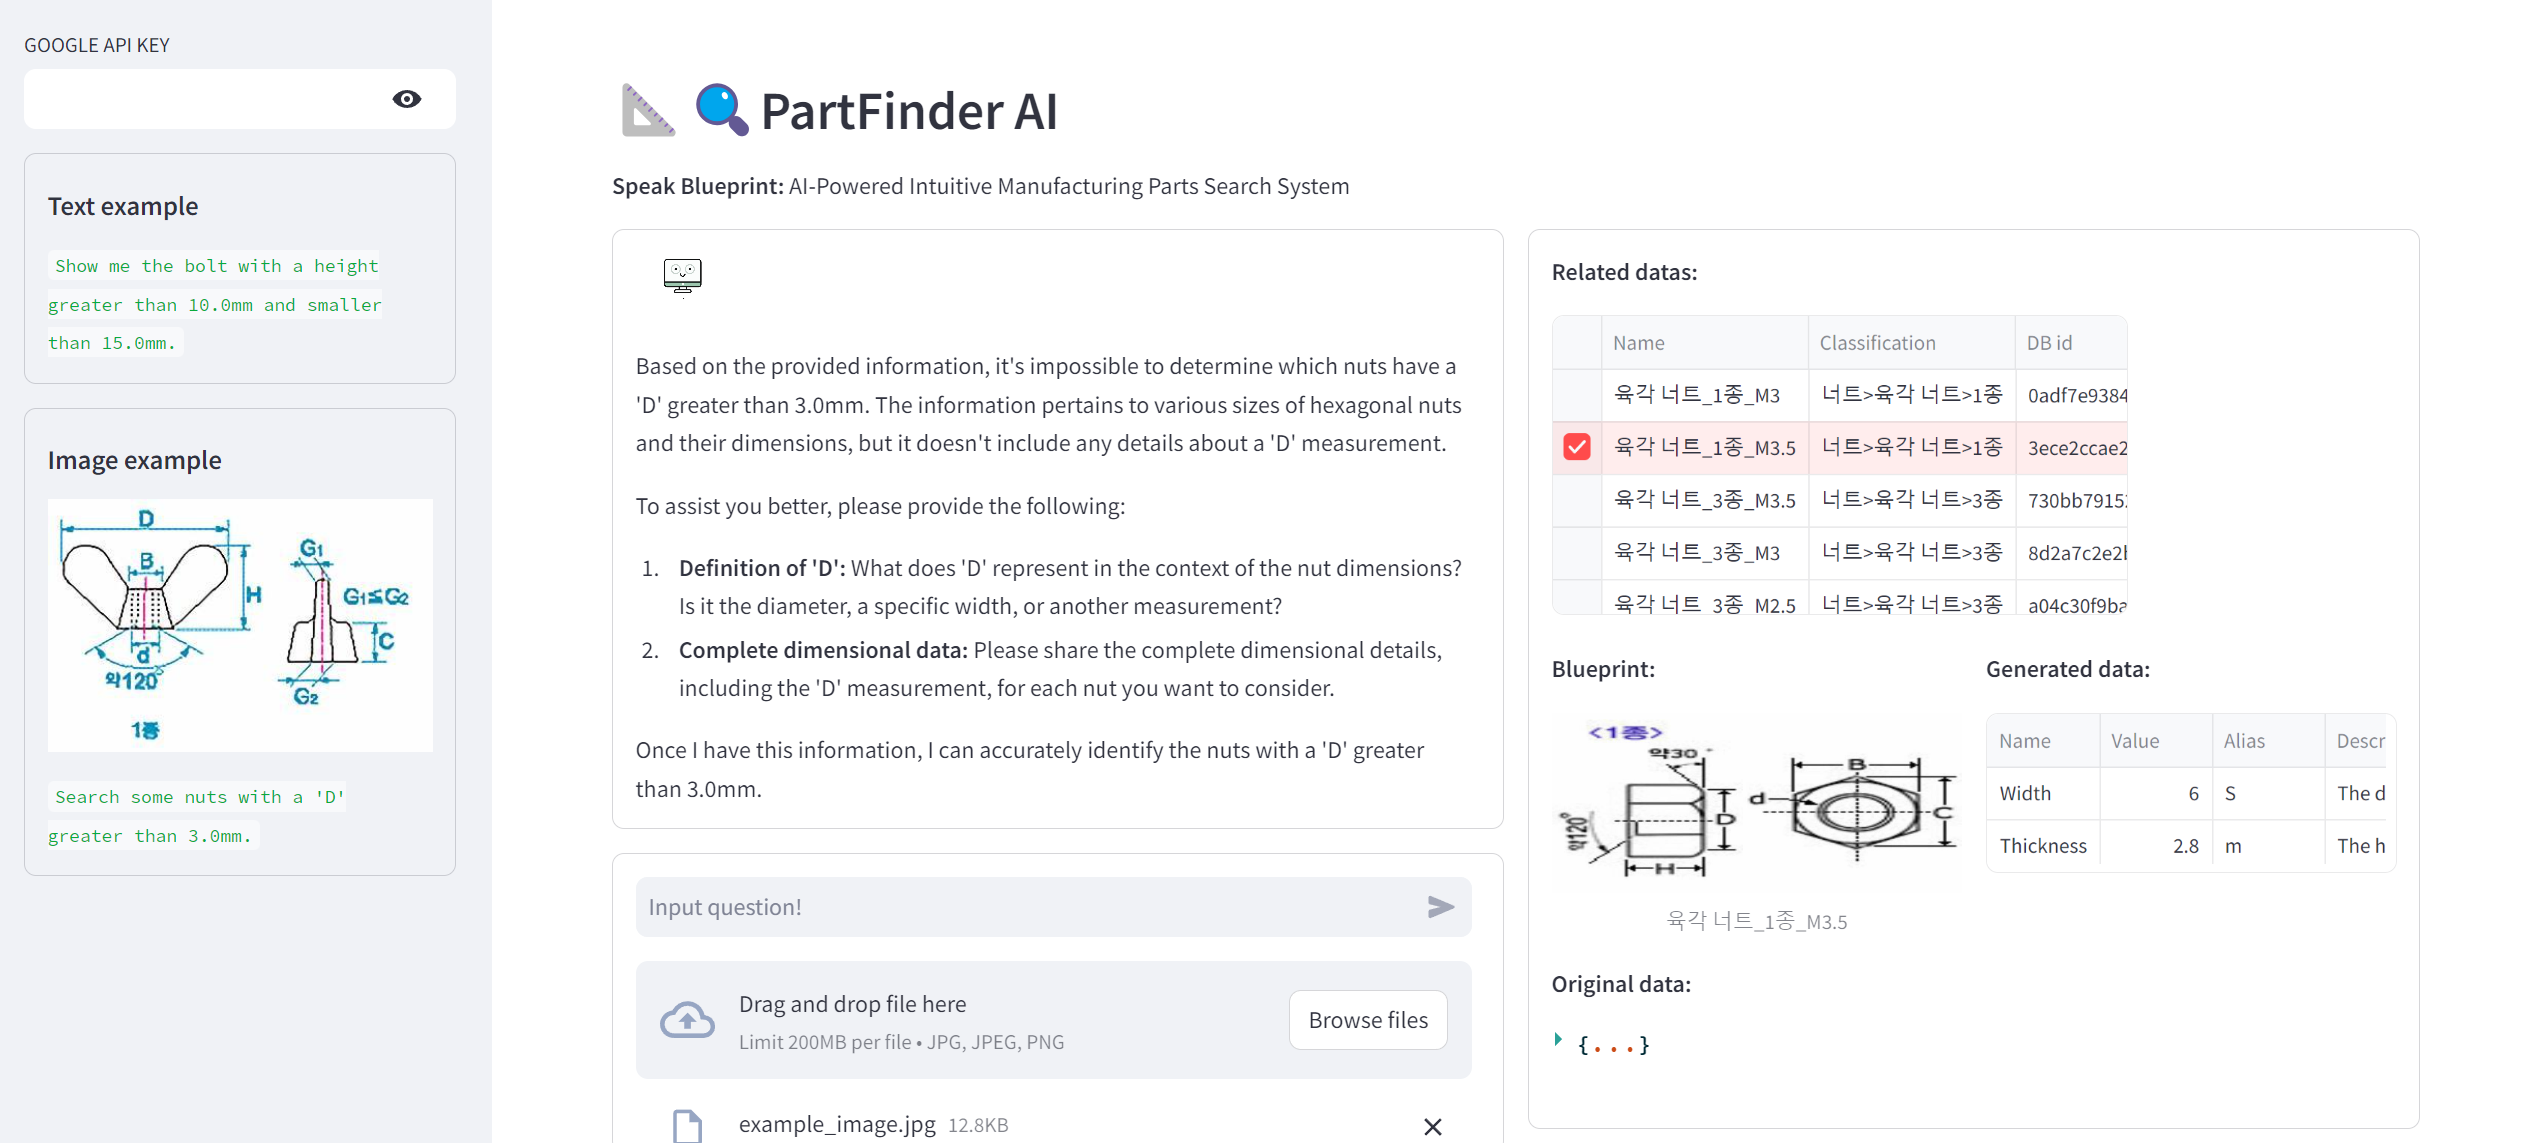 GOOGLE API KEY
Text example
Show me the bolt with a height
greater than 10.0mm and smaller
than 15.0mm.
Image example
D
B
H
d
약120°
1종
G1
G1≤G2
C
G2
Search some nuts with a 'D'
greater than 3.0mm.
PartFinder AI
Speak Blueprint: AI-Powered Intuitive Manufacturing Parts Search System
Based on the provided information, it's impossible to determine which nuts have a
'D' greater than 3.0mm. The information pertains to various sizes of hexagonal nuts
and their dimensions, but it doesn't include any details about a 'D' measurement.
To assist you better, please provide the following:
1. Definition of 'D': What does 'D' represent in the context of the nut dimensions?
Is it the diameter, a specific width, or another measurement?
2. Complete dimensional data: Please share the complete dimensional details,
including the 'D' measurement, for each nut you want to consider.
Once I have this information, I can accurately identify the nuts with a 'D' greater
than 3.0mm.
Input question!
Drag and drop file here
Limit 200MB per file • JPG, JPEG, PNG
Browse files
example_image.jpg 12.8KB
Related datas:
Name Classification DB id
육각 너트_1종_M3 너트>육각 너트>1종 0adf7e9384
육각 너트_1종_M3.5 너트>육각 너트>1종 3ece2ccae2
육각 너트_3종_M3.5 너트>육각 너트>3종 730bb7915
육각 너트_3종_M3 너트>육각 너트>3종 8d2a7c2e2
육각 너트_3종_M2.5 너트>육각 너트>3종 a04c30f9ba
Blueprint:
<1종>
약30°
약120°
D
H
B
d
C
육각 너트_1종_M3.5
Generated data:
Name Value Alias Descr
Width 6 S The d
Thickness 2.8 m The h
Original data:
{...}